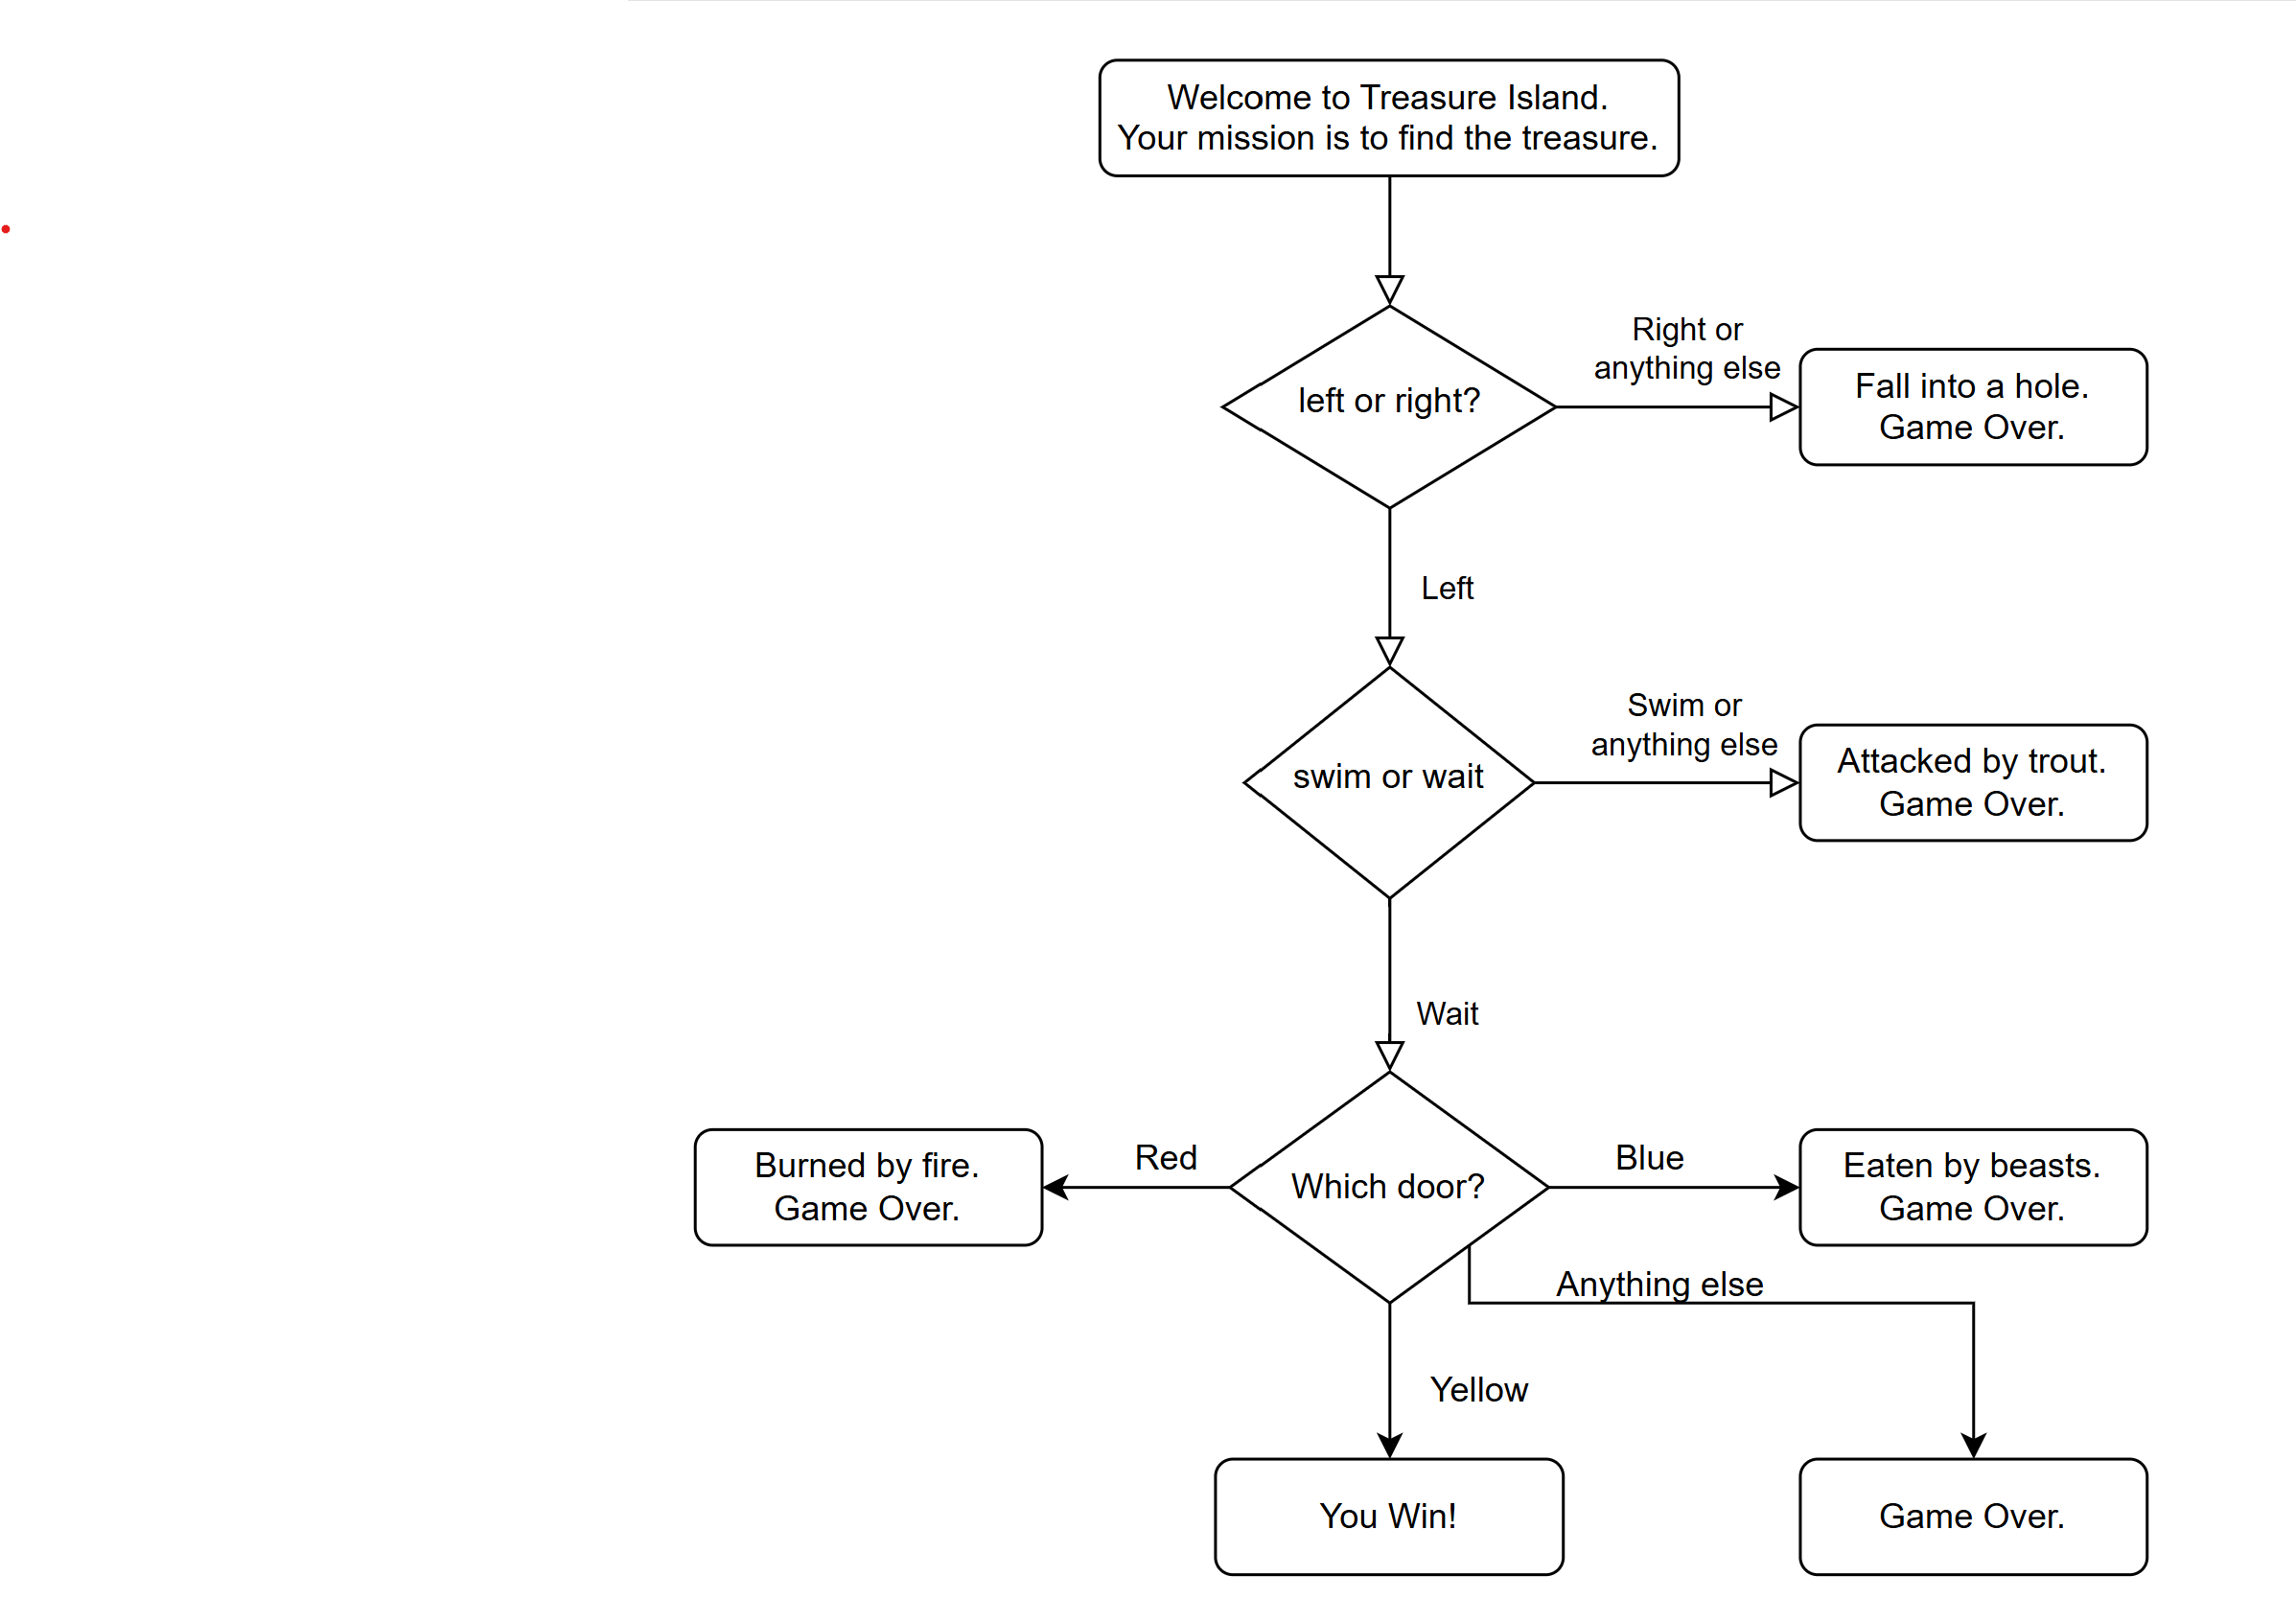 Welcome to Treasure Island.
Your mission is to find the treasure.
left or right?
Right or
anything else
Fall into a hole.
Game Over.
Left
swim or wait
Swim or
anything else
Attacked by trout.
Game Over.
Wait
Burned by fire.
Game Over.
Red
Which door?
Blue
Eaten by beasts.
Game Over.
Anything else
Yellow
You Win!
Game Over.